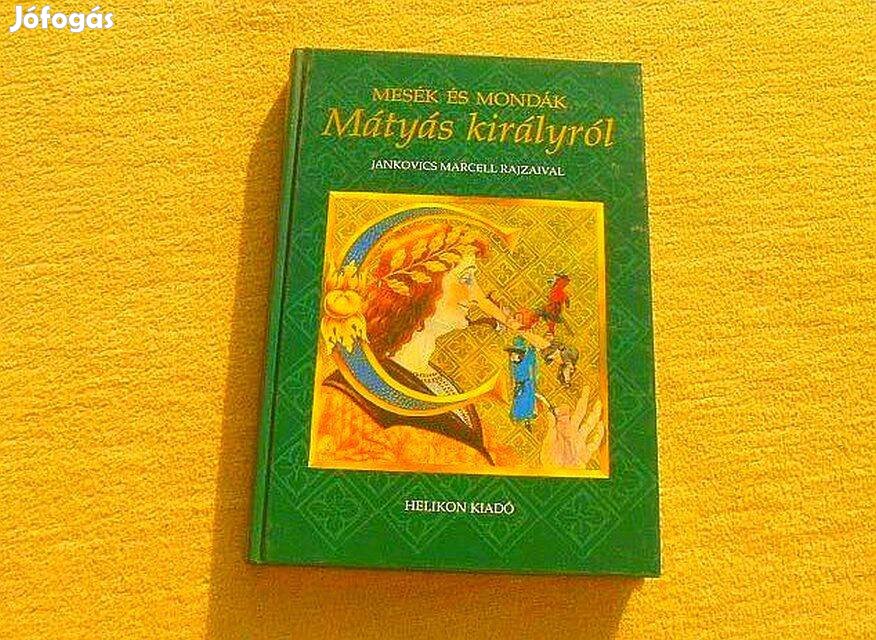 Jófogás
MESÉK ÉS MONDÁK
Mátyás királyról
JANKOVICS MARCELL RAJZAIVAL
HELIKON KIADÓ